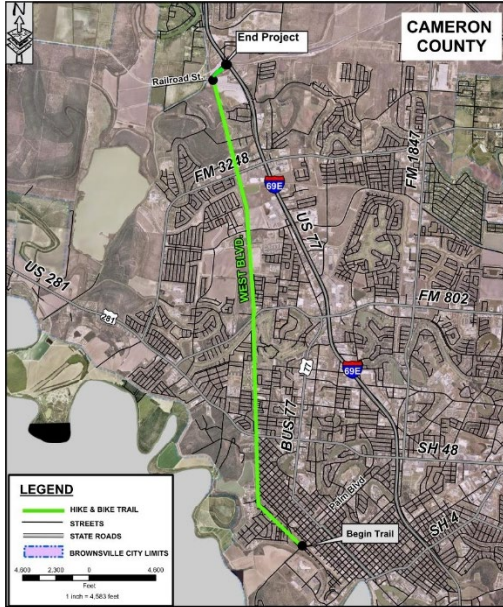 N
End Project
CAMERON
COUNTY
Railroad St.
FM 3248
FM 1847
69E
US 77
WEST BLVD.
US 281
281
FM 802
77
69E
BUS 77
SH 48
Palm Blvd
SH 4
Begin Trail
LEGEND
HIKE & BIKE TRAIL
STREETS
STATE ROADS
BROWNSVILLE CITY LIMITS
4,600 2,300 0 4,600
Feet
1 inch = 4,583 feet